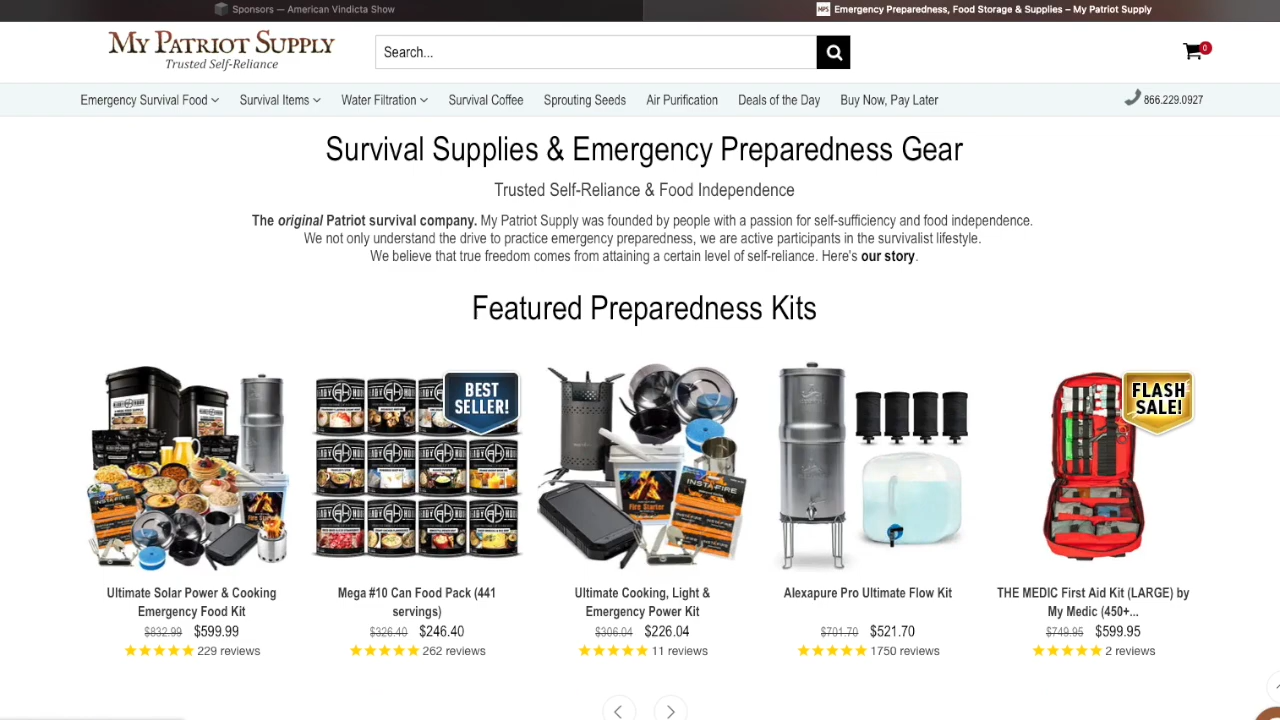 Sponsors — American Vindicta Show
MPS Emergency Preparedness, Food Storage & Supplies – My Patriot Supply
MY PATRIOT SUPPLY
Trusted Self-Reliance
Search...
0
Emergency Survival Food Survival Items Water Filtration Survival Coffee Sprouting Seeds Air Purification Deals of the Day Buy Now, Pay Later 866.229.0927
Survival Supplies & Emergency Preparedness Gear
Trusted Self-Reliance & Food Independence
The original Patriot survival company. My Patriot Supply was founded by people with a passion for self-sufficiency and food independence.
We not only understand the drive to practice emergency preparedness, we are active participants in the survivalist lifestyle.
We believe that true freedom comes from attaining a certain level of self-reliance. Here's our story.
Featured Preparedness Kits
BEST
SELLER!
FLASH
SALE!
INSTA-FIRE
Fire Starter
Ultimate Solar Power & Cooking
Emergency Food Kit
$832.99 $599.99
229 reviews
Mega #10 Can Food Pack (441
servings)
$326.40 $246.40
262 reviews
Ultimate Cooking, Light &
Emergency Power Kit
$306.04 $226.04
11 reviews
Alexapure Pro Ultimate Flow Kit
$701.70 $521.70
1750 reviews
THE MEDIC First Aid Kit (LARGE) by
My Medic (450+...
$749.95 $599.95
2 reviews